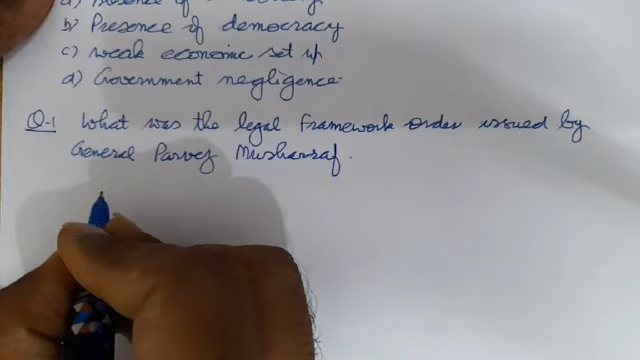 b) Presence of democracy
c) weak economic set up
d) Government negligence.
Q-1 What was the legal framework order issued by
General Parvez Musharraf.